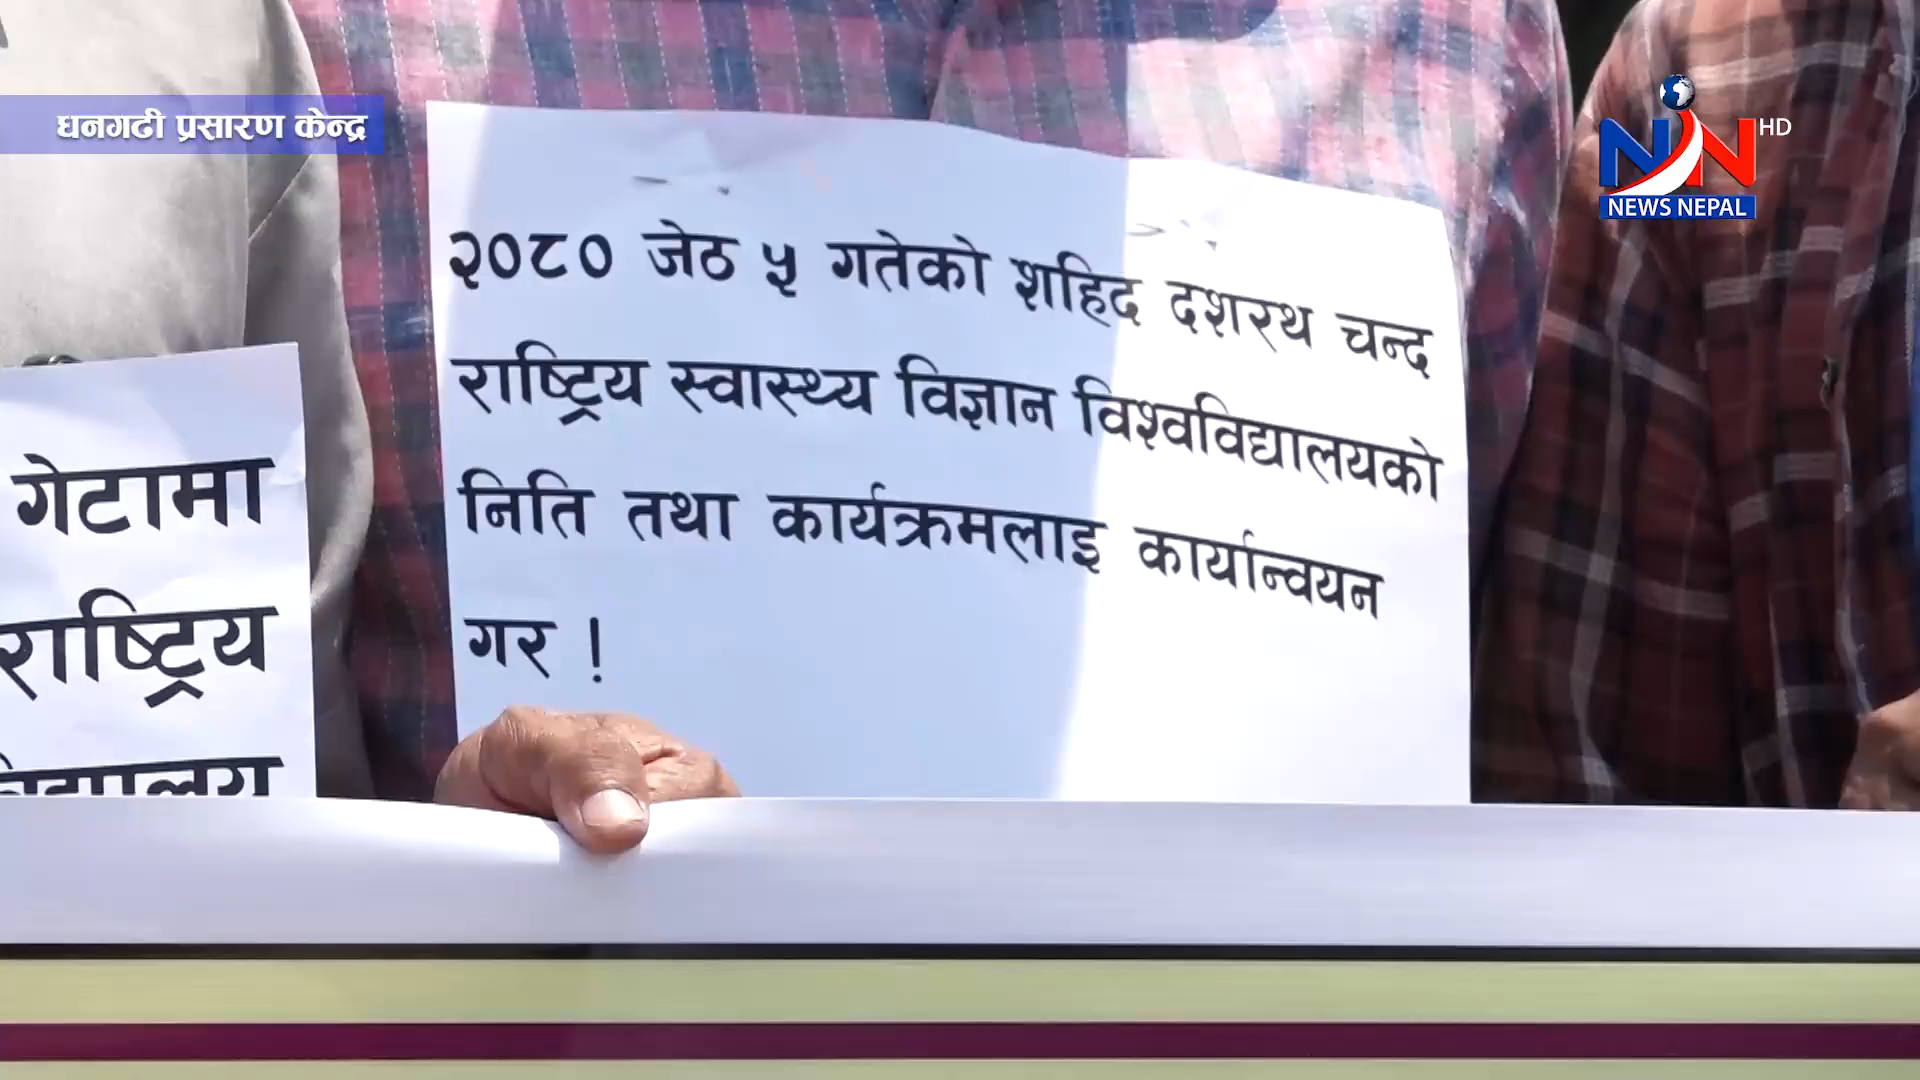 धनगढी प्रसारण केन्द्र
NN HD
NEWS NEPAL
२०८० जेठ ५ गतेको शहिद दशरथ चन्द
राष्ट्रिय स्वास्थ्य विज्ञान विश्वविद्यालयको
निति तथा कार्यक्रमलाइ कार्यान्वयन
गर !
गेटामा
राष्ट्रिय